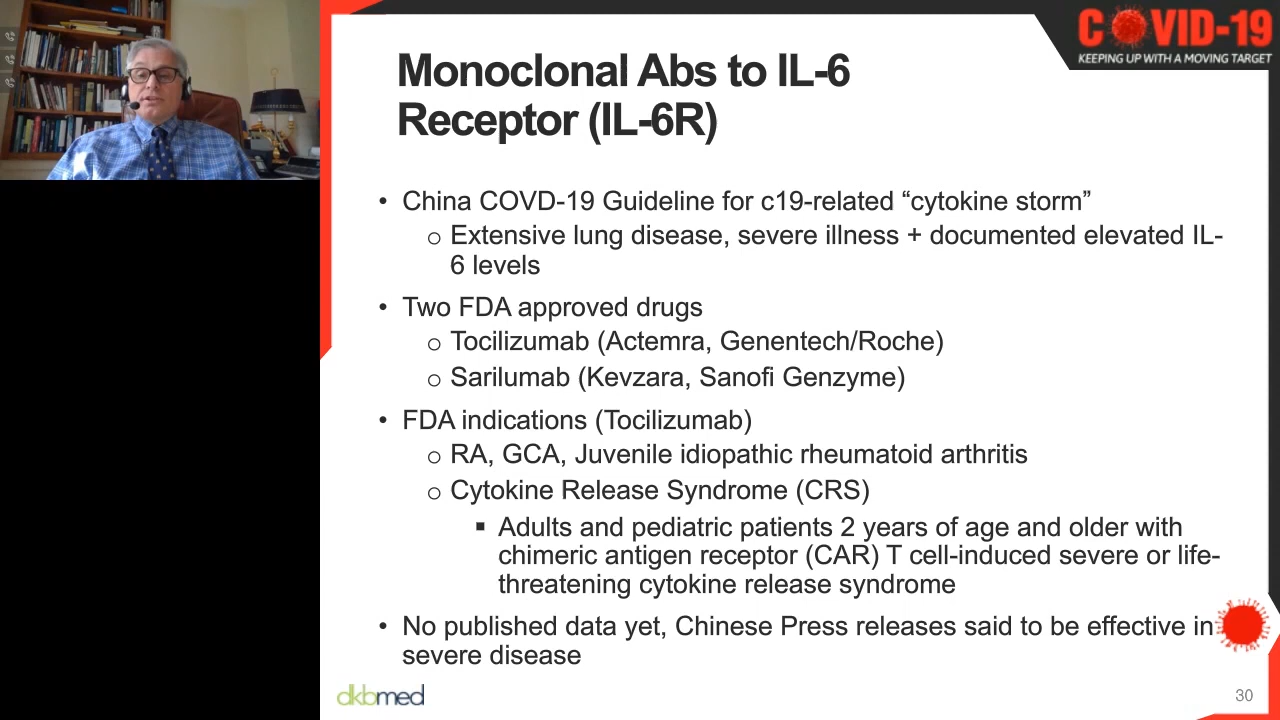 COVID-19
KEEPING UP WITH A MOVING TARGET
Monoclonal Abs to IL-6
Receptor (IL-6R)
• China COVD-19 Guideline for c19-related “cytokine storm”
o Extensive lung disease, severe illness + documented elevated IL-
6 levels
• Two FDA approved drugs
o Tocilizumab (Actemra, Genentech/Roche)
o Sarilumab (Kevzara, Sanofi Genzyme)
• FDA indications (Tocilizumab)
o RA, GCA, Juvenile idiopathic rheumatoid arthritis
o Cytokine Release Syndrome (CRS)
▪ Adults and pediatric patients 2 years of age and older with
chimeric antigen receptor (CAR) T cell-induced severe or life-
threatening cytokine release syndrome
• No published data yet, Chinese Press releases said to be effective in
severe disease
dkbmed
30